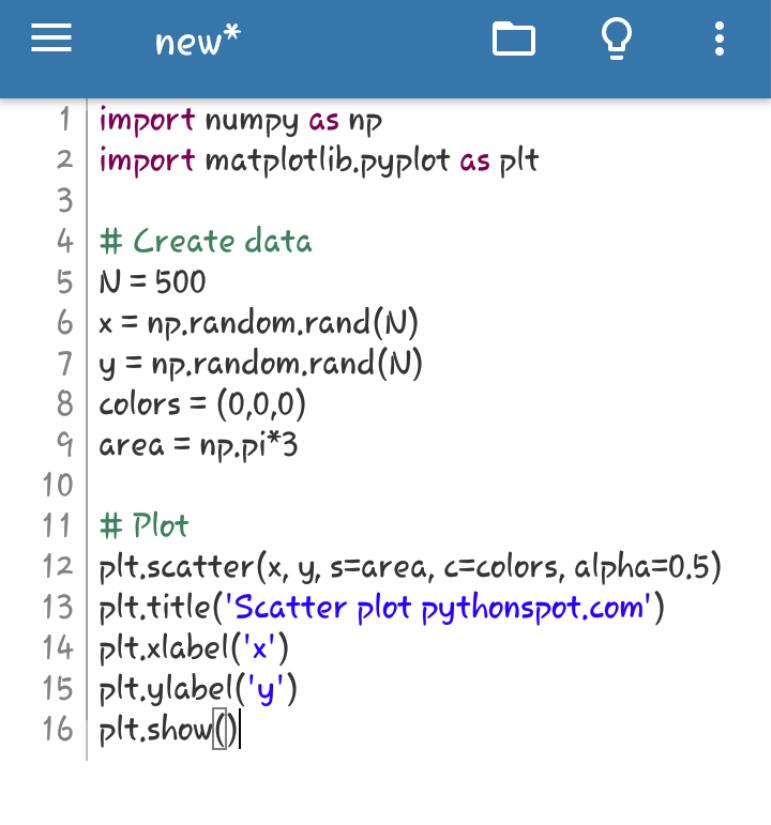 new*
1 import numpy as np
2 import matplotlib.pyplot as plt
3
4 # Create data
5 N = 500
6 x = np.random.rand(N)
7 y = np.random.rand(N)
8 colors = (0,0,0)
9 area = np.pi*3
10
11 # Plot
12 plt.scatter(x, y, s=area, c=colors, alpha=0.5)
13 plt.title('Scatter plot pythonspot.com')
14 plt.xlabel('x')
15 plt.ylabel('y')
16 plt.show()